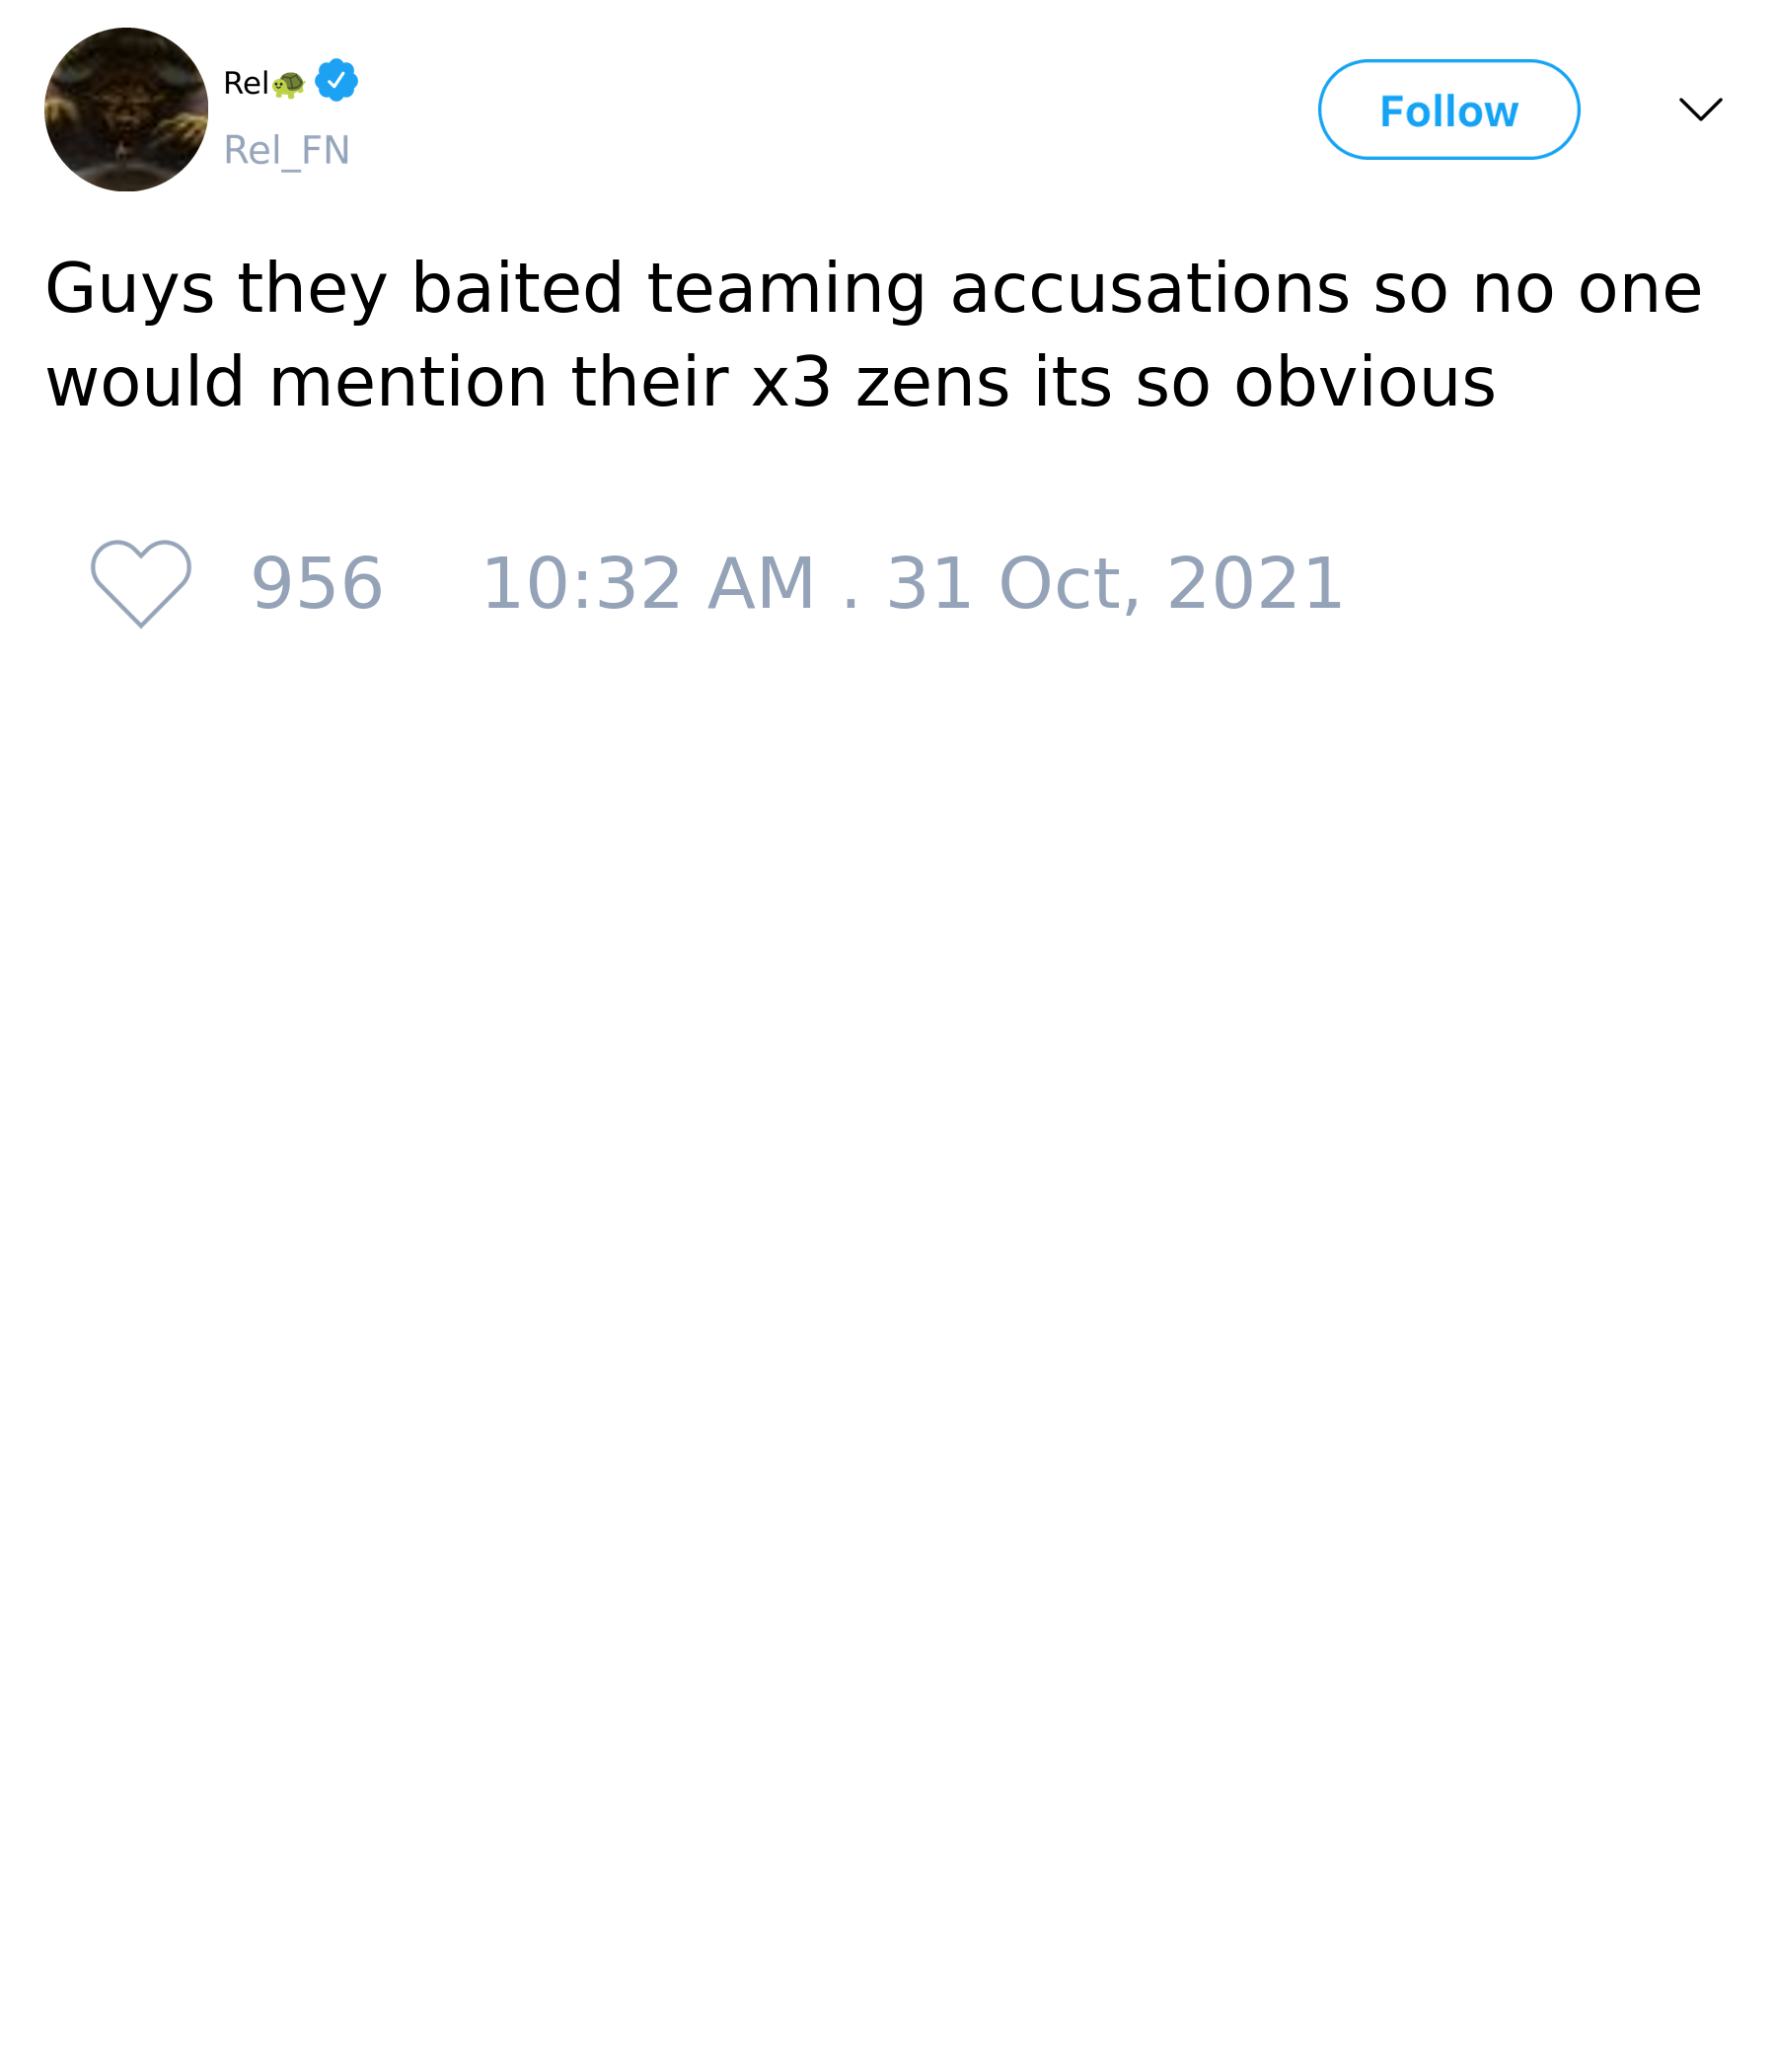 Rel🐢
Rel_FN
Follow
Guys they baited teaming accusations so no one
would mention their x3 zens its so obvious
956 10:32 AM . 31 Oct, 2021